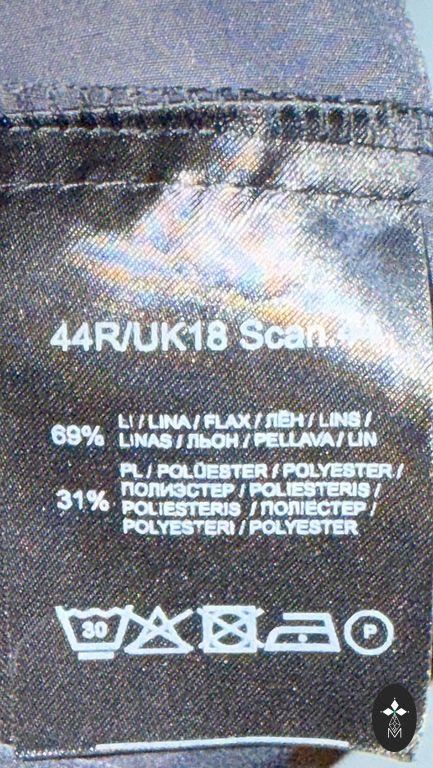 44R/UK18 Scan.
69% LI / LINA / FLAX / ЛЁН / LINS /
LINAS / ЛЬОН / PELLAVA / LIN
31% PL / POLÜESTER / POLYESTER /
ПОЛИЭСТЕР / POLIESTERIS /
POLIESTERIS / ПОЛІЕСТЕР /
POLYESTERI / POLYESTER
30
P